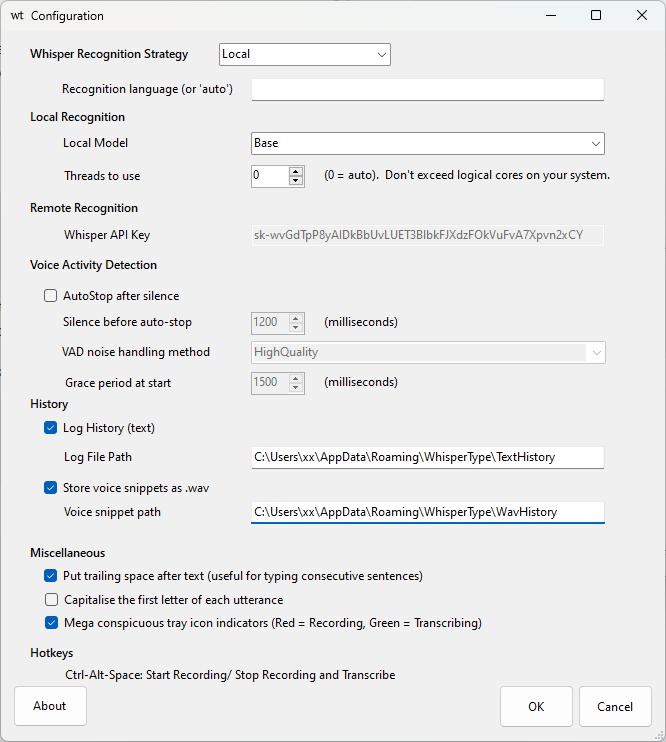 wt Configuration
Whisper Recognition Strategy Local
Recognition language (or 'auto')
Local Recognition
Local Model Base
Threads to use 0 (0 = auto). Don't exceed logical cores on your system.
Remote Recognition
Whisper API Key
Voice Activity Detection
AutoStop after silence
Silence before auto-stop 1200 (milliseconds)
VAD noise handling method HighQuality
Grace period at start 1500 (milliseconds)
History
Log History (text)
Log File Path C:\Users\xx\AppData\Roaming\WhisperType\TextHistory
Store voice snippets as .wav
Voice snippet path C:\Users\xx\AppData\Roaming\WhisperType\WavHistory
Miscellaneous
Put trailing space after text (useful for typing consecutive sentences)
Capitalise the first letter of each utterance
Mega conspicuous tray icon indicators (Red = Recording, Green = Transcribing)
Hotkeys
Ctrl-Alt-Space: Start Recording/ Stop Recording and Transcribe
About OK Cancel